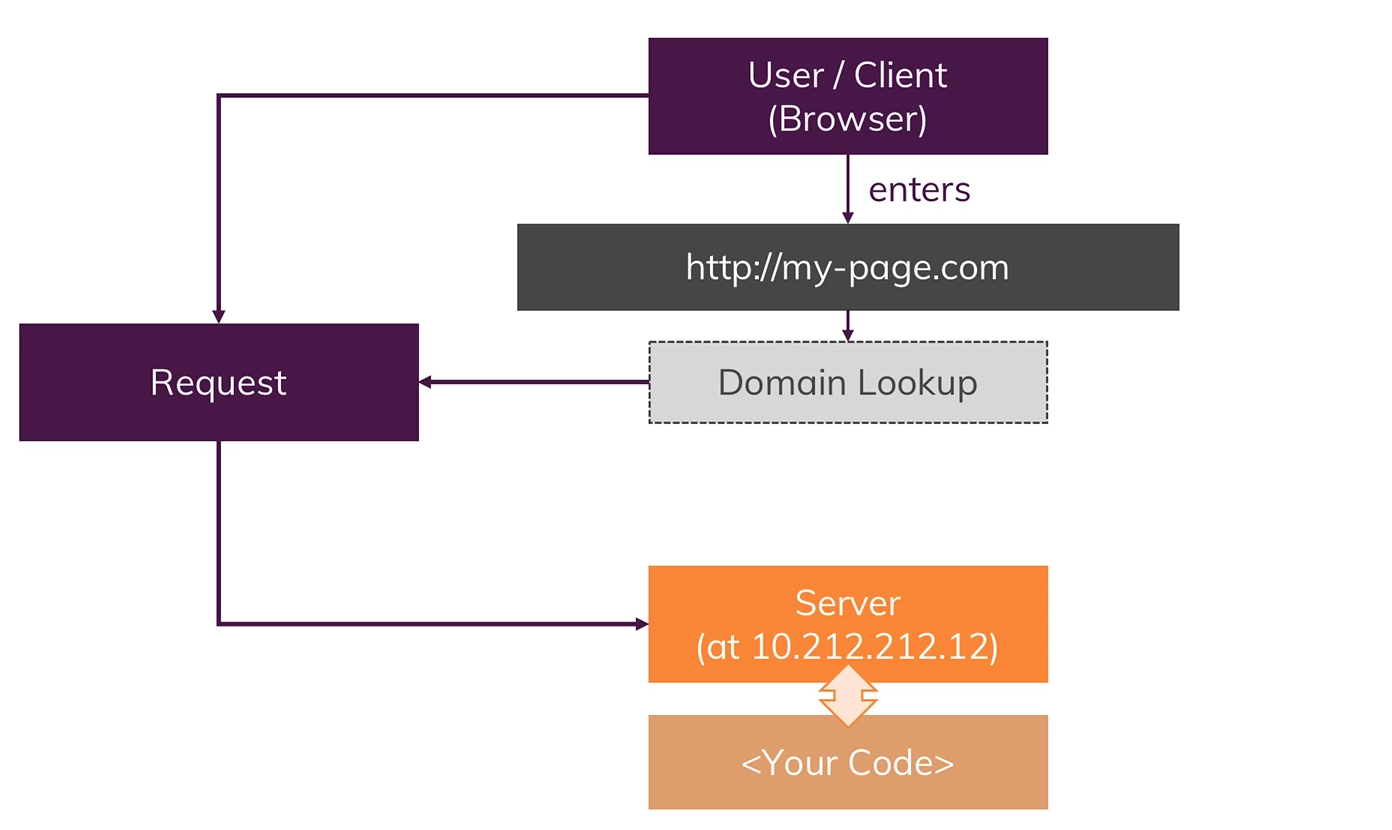 User / Client
(Browser)
enters
http://my-page.com
Request
Domain Lookup
Server
(at 10.212.212.12)
<Your Code>